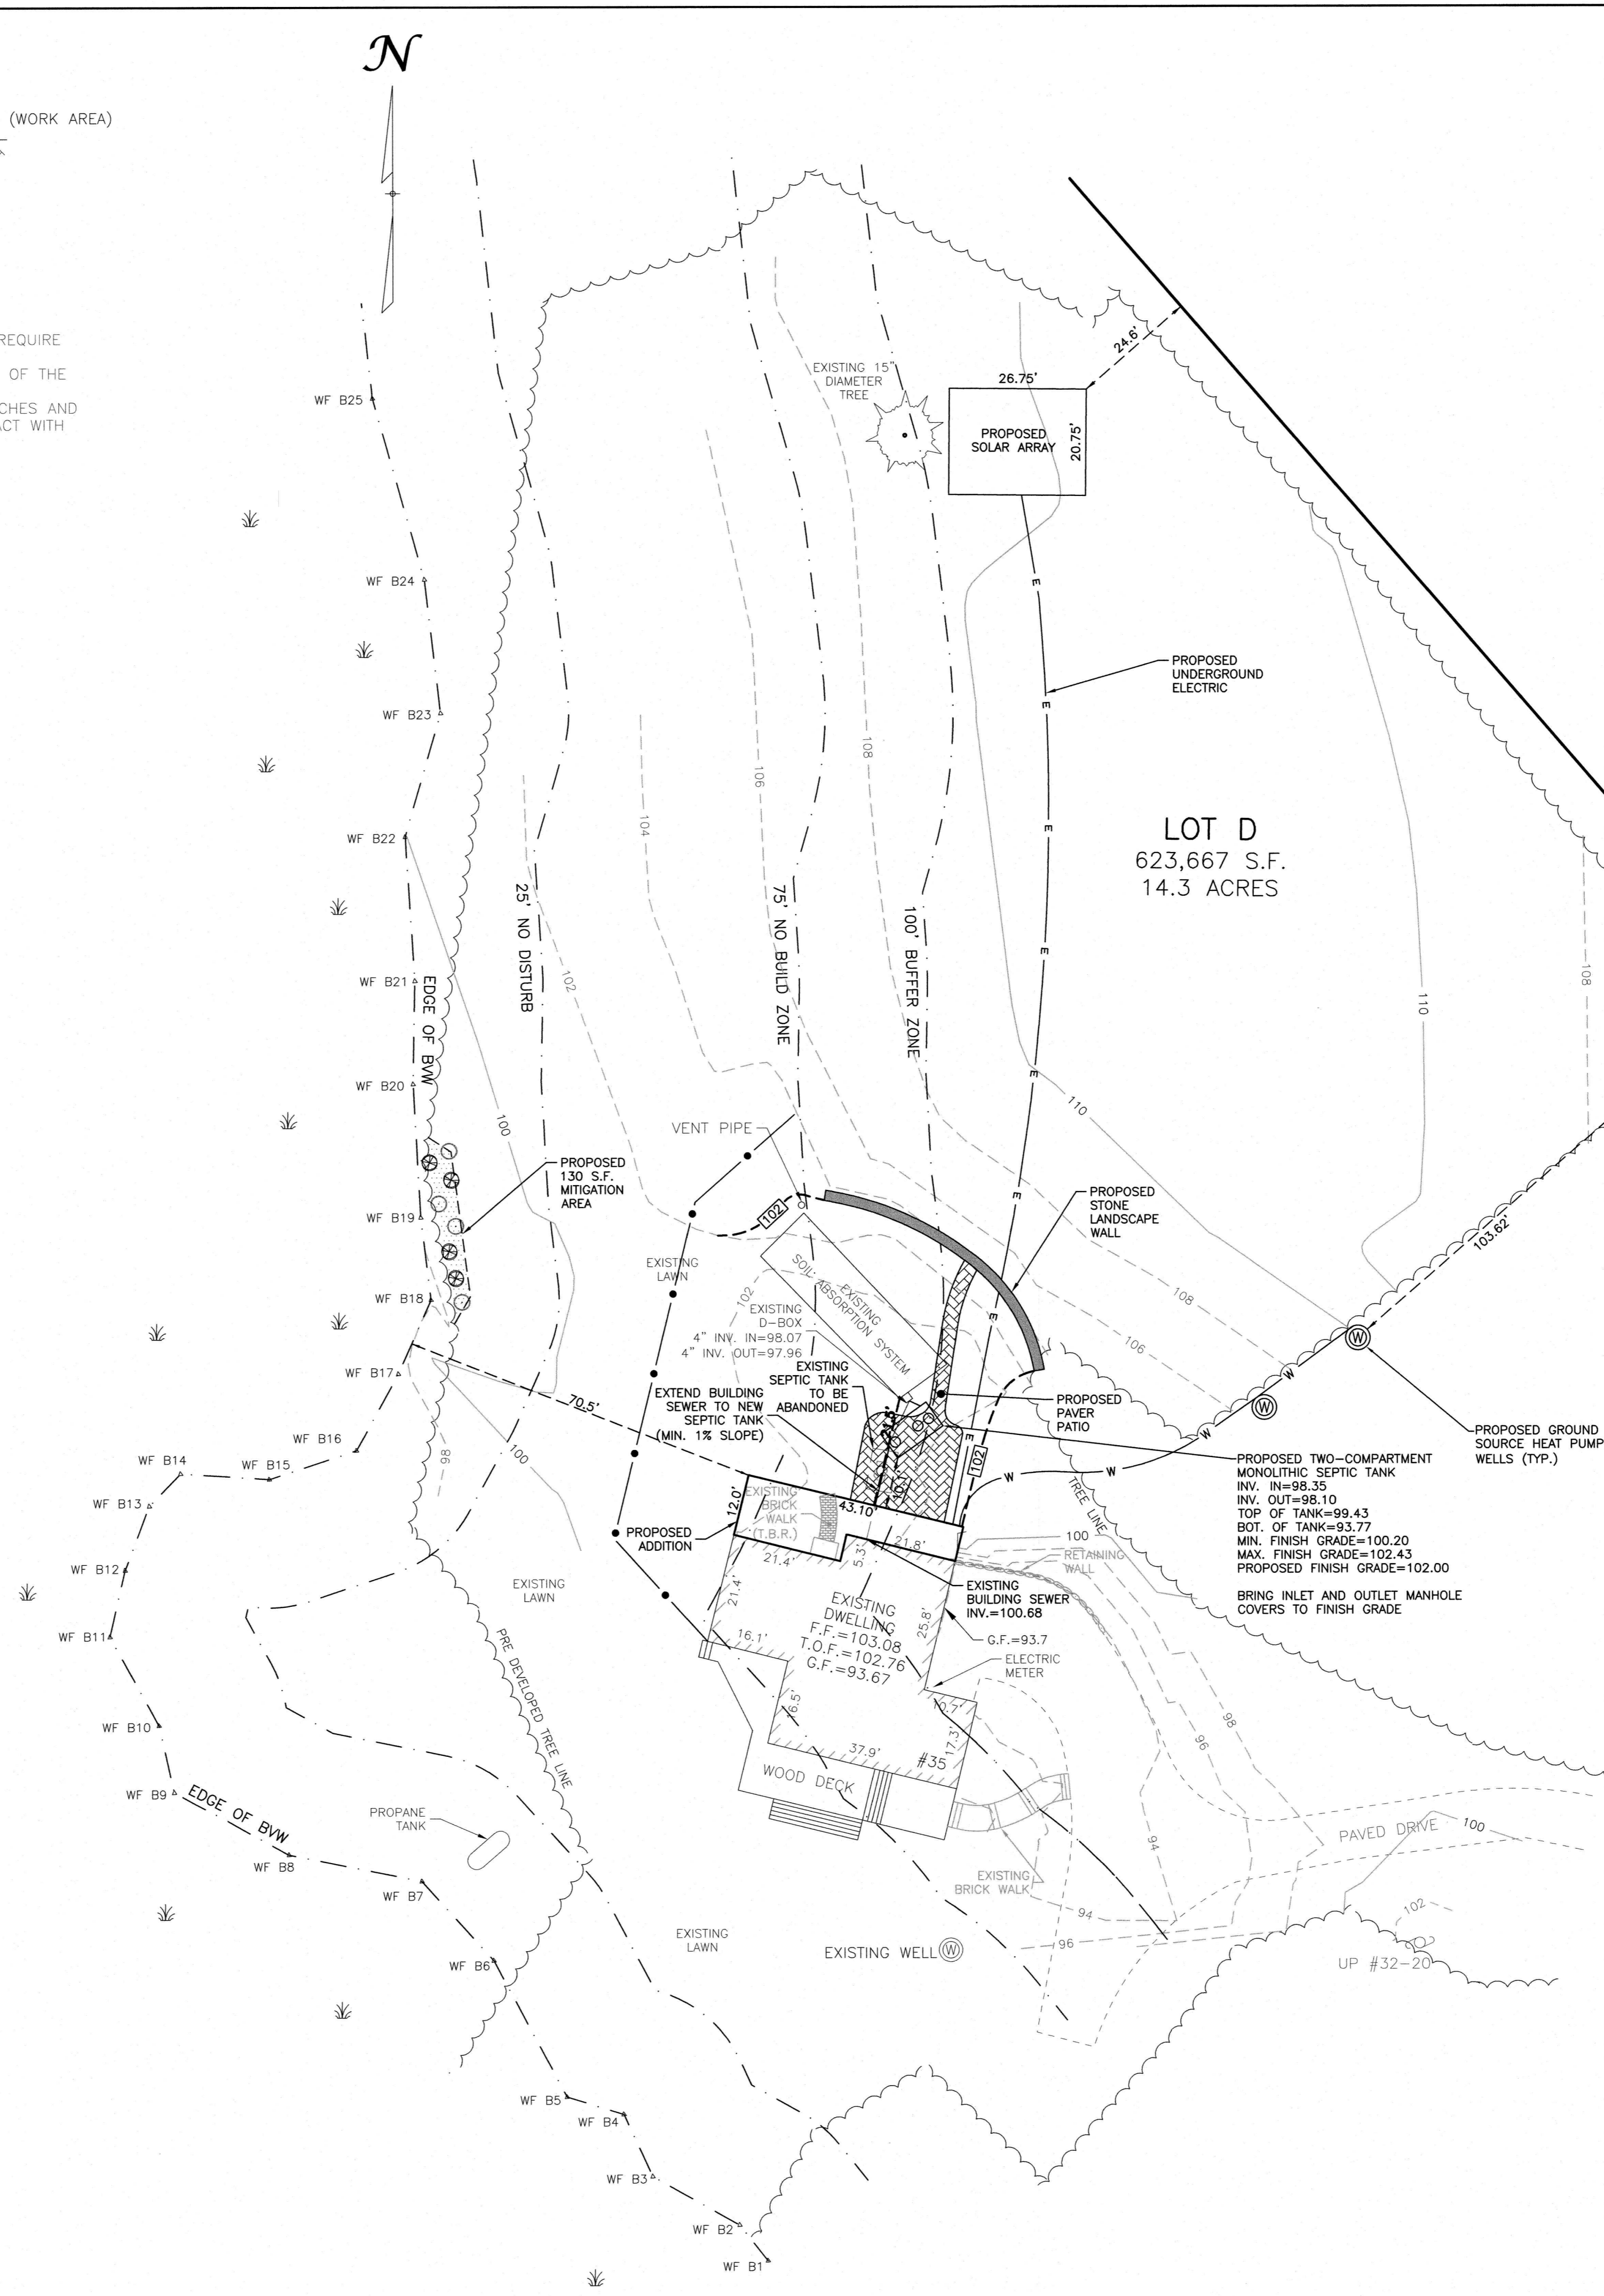 N
(WORK AREA)
REQUIRE
OF THE
CHES AND
ACT WITH
24.6'
EXISTING 15"
DIAMETER
TREE
26.75'
PROPOSED
SOLAR ARRAY
20.75'
WF B25
WF B24
WF B23
WF B22
WF B21
WF B20
WF B19
WF B18
WF B17
WF B16
WF B15
WF B14
WF B13
WF B12
WF B11
WF B10
WF B9
WF B8
WF B7
WF B6
WF B5
WF B4
WF B3
WF B2
WF B1
E
E
E
E
E
E
E
E
E
PROPOSED
UNDERGROUND
ELECTRIC
LOT D
623,667 S.F.
14.3 ACRES
106
108
104
102
110
108
110
25' NO DISTURB
75' NO BUILD ZONE
100' BUFFER ZONE
EDGE OF BVW
100
VENT PIPE
PROPOSED
130 S.F.
MITIGATION
AREA
102
PROPOSED
STONE
LANDSCAPE
WALL
103.62'
EXISTING
LAWN
102
EXISTING
SOIL ABSORPTION SYSTEM
108
106
EXISTING
D-BOX
4" INV. IN=98.07
4" INV. OUT=97.96
EXISTING
SEPTIC TANK
TO BE
ABANDONED
EXTEND BUILDING
SEWER TO NEW
SEPTIC TANK
(MIN. 1% SLOPE)
70.5'
21.5'
PROPOSED
PAVER
PATIO
W
W
W
W
W
W
102
PROPOSED GROUND
SOURCE HEAT PUMP
WELLS (TYP.)
PROPOSED TWO-COMPARTMENT
MONOLITHIC SEPTIC TANK
INV. IN=98.35
INV. OUT=98.10
TOP OF TANK=99.43
BOT. OF TANK=93.77
MIN. FINISH GRADE=100.20
MAX. FINISH GRADE=102.43
PROPOSED FINISH GRADE=102.00
BRING INLET AND OUTLET MANHOLE
COVERS TO FINISH GRADE
TREE LINE
98
100
12.0'
EXISTING
BRICK
WALK
(T.B.R.)
43.10'
PROPOSED
ADDITION
21.4'
5.3'
21.8'
100
RETAINING
WALL
EXISTING
BUILDING SEWER
INV.=100.68
EXISTING
LAWN
21.4'
EXISTING
DWELLING
F.F.=103.08
T.O.F.=102.76
G.F.=93.67
25.8'
G.F.=93.7
ELECTRIC
METER
16.1'
16.5'
10.7'
17.3'
37.9'
#35
WOOD DECK
PRE DEVELOPED TREE LINE
98
96
94
PAVED DRIVE
100
EDGE OF BVW
PROPANE
TANK
EXISTING
BRICK WALK
94
96
102
EXISTING
LAWN
EXISTING WELL
W
UP #32-20